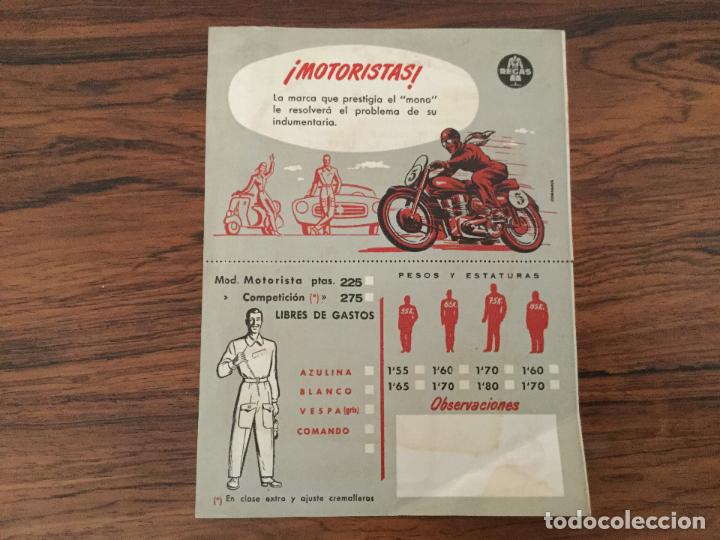 ¡MOTORISTAS!
La marca que prestigia el "mono"
le resolverá el problema de su
indumentaria.
REGAS
5
5
Mod. Motorista ptas. 225
» Competición (*) » 275
LIBRES DE GASTOS
AZULINA
BLANCO
VESPA (gris)
COMANDO
(*) En clase extra y ajuste cremalleras
PESOS Y ESTATURAS
55K. 65K. 75K. 85K.
1'55 1'60 1'70 1'60
1'65 1'70 1'80 1'70
Observaciones
todocoleccion.net